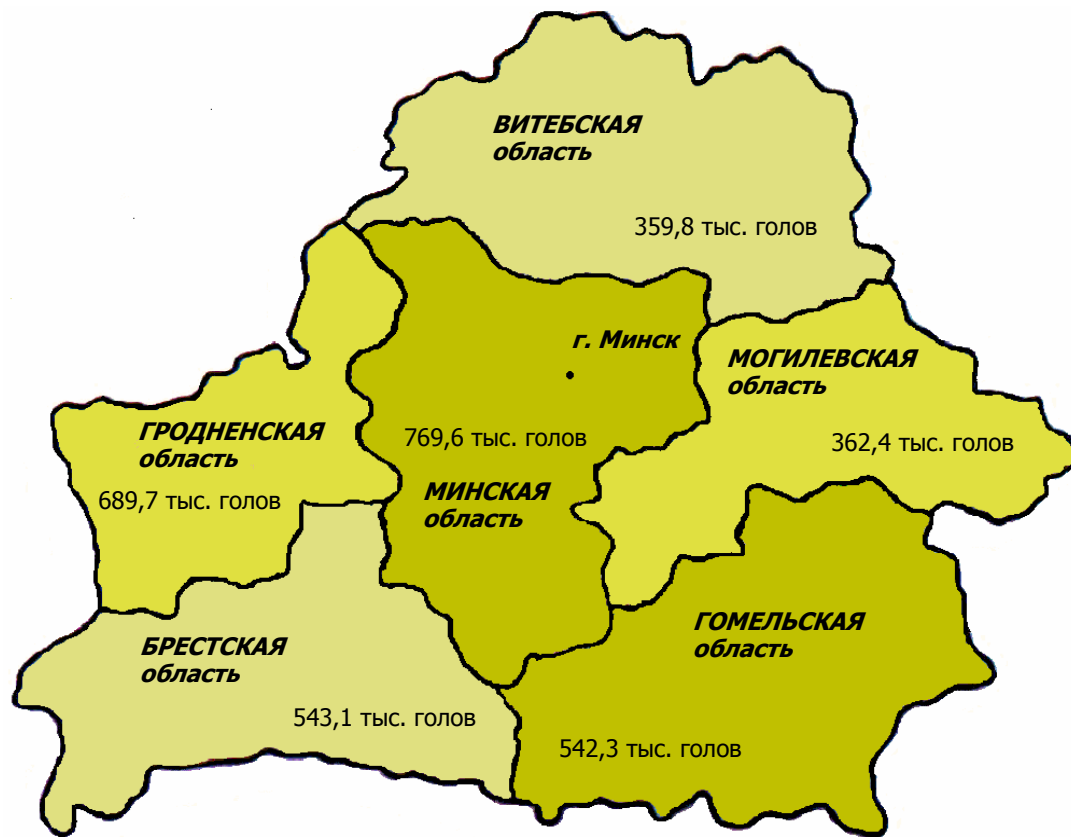 ВИТЕБСКАЯ
область
359,8 тыс. голов
г. Минск
МОГИЛЕВСКАЯ
область
362,4 тыс. голов
ГРОДНЕНСКАЯ
область
689,7 тыс. голов
769,6 тыс. голов
МИНСКАЯ
область
БРЕСТСКАЯ
область
543,1 тыс. голов
ГОМЕЛЬСКАЯ
область
542,3 тыс. голов